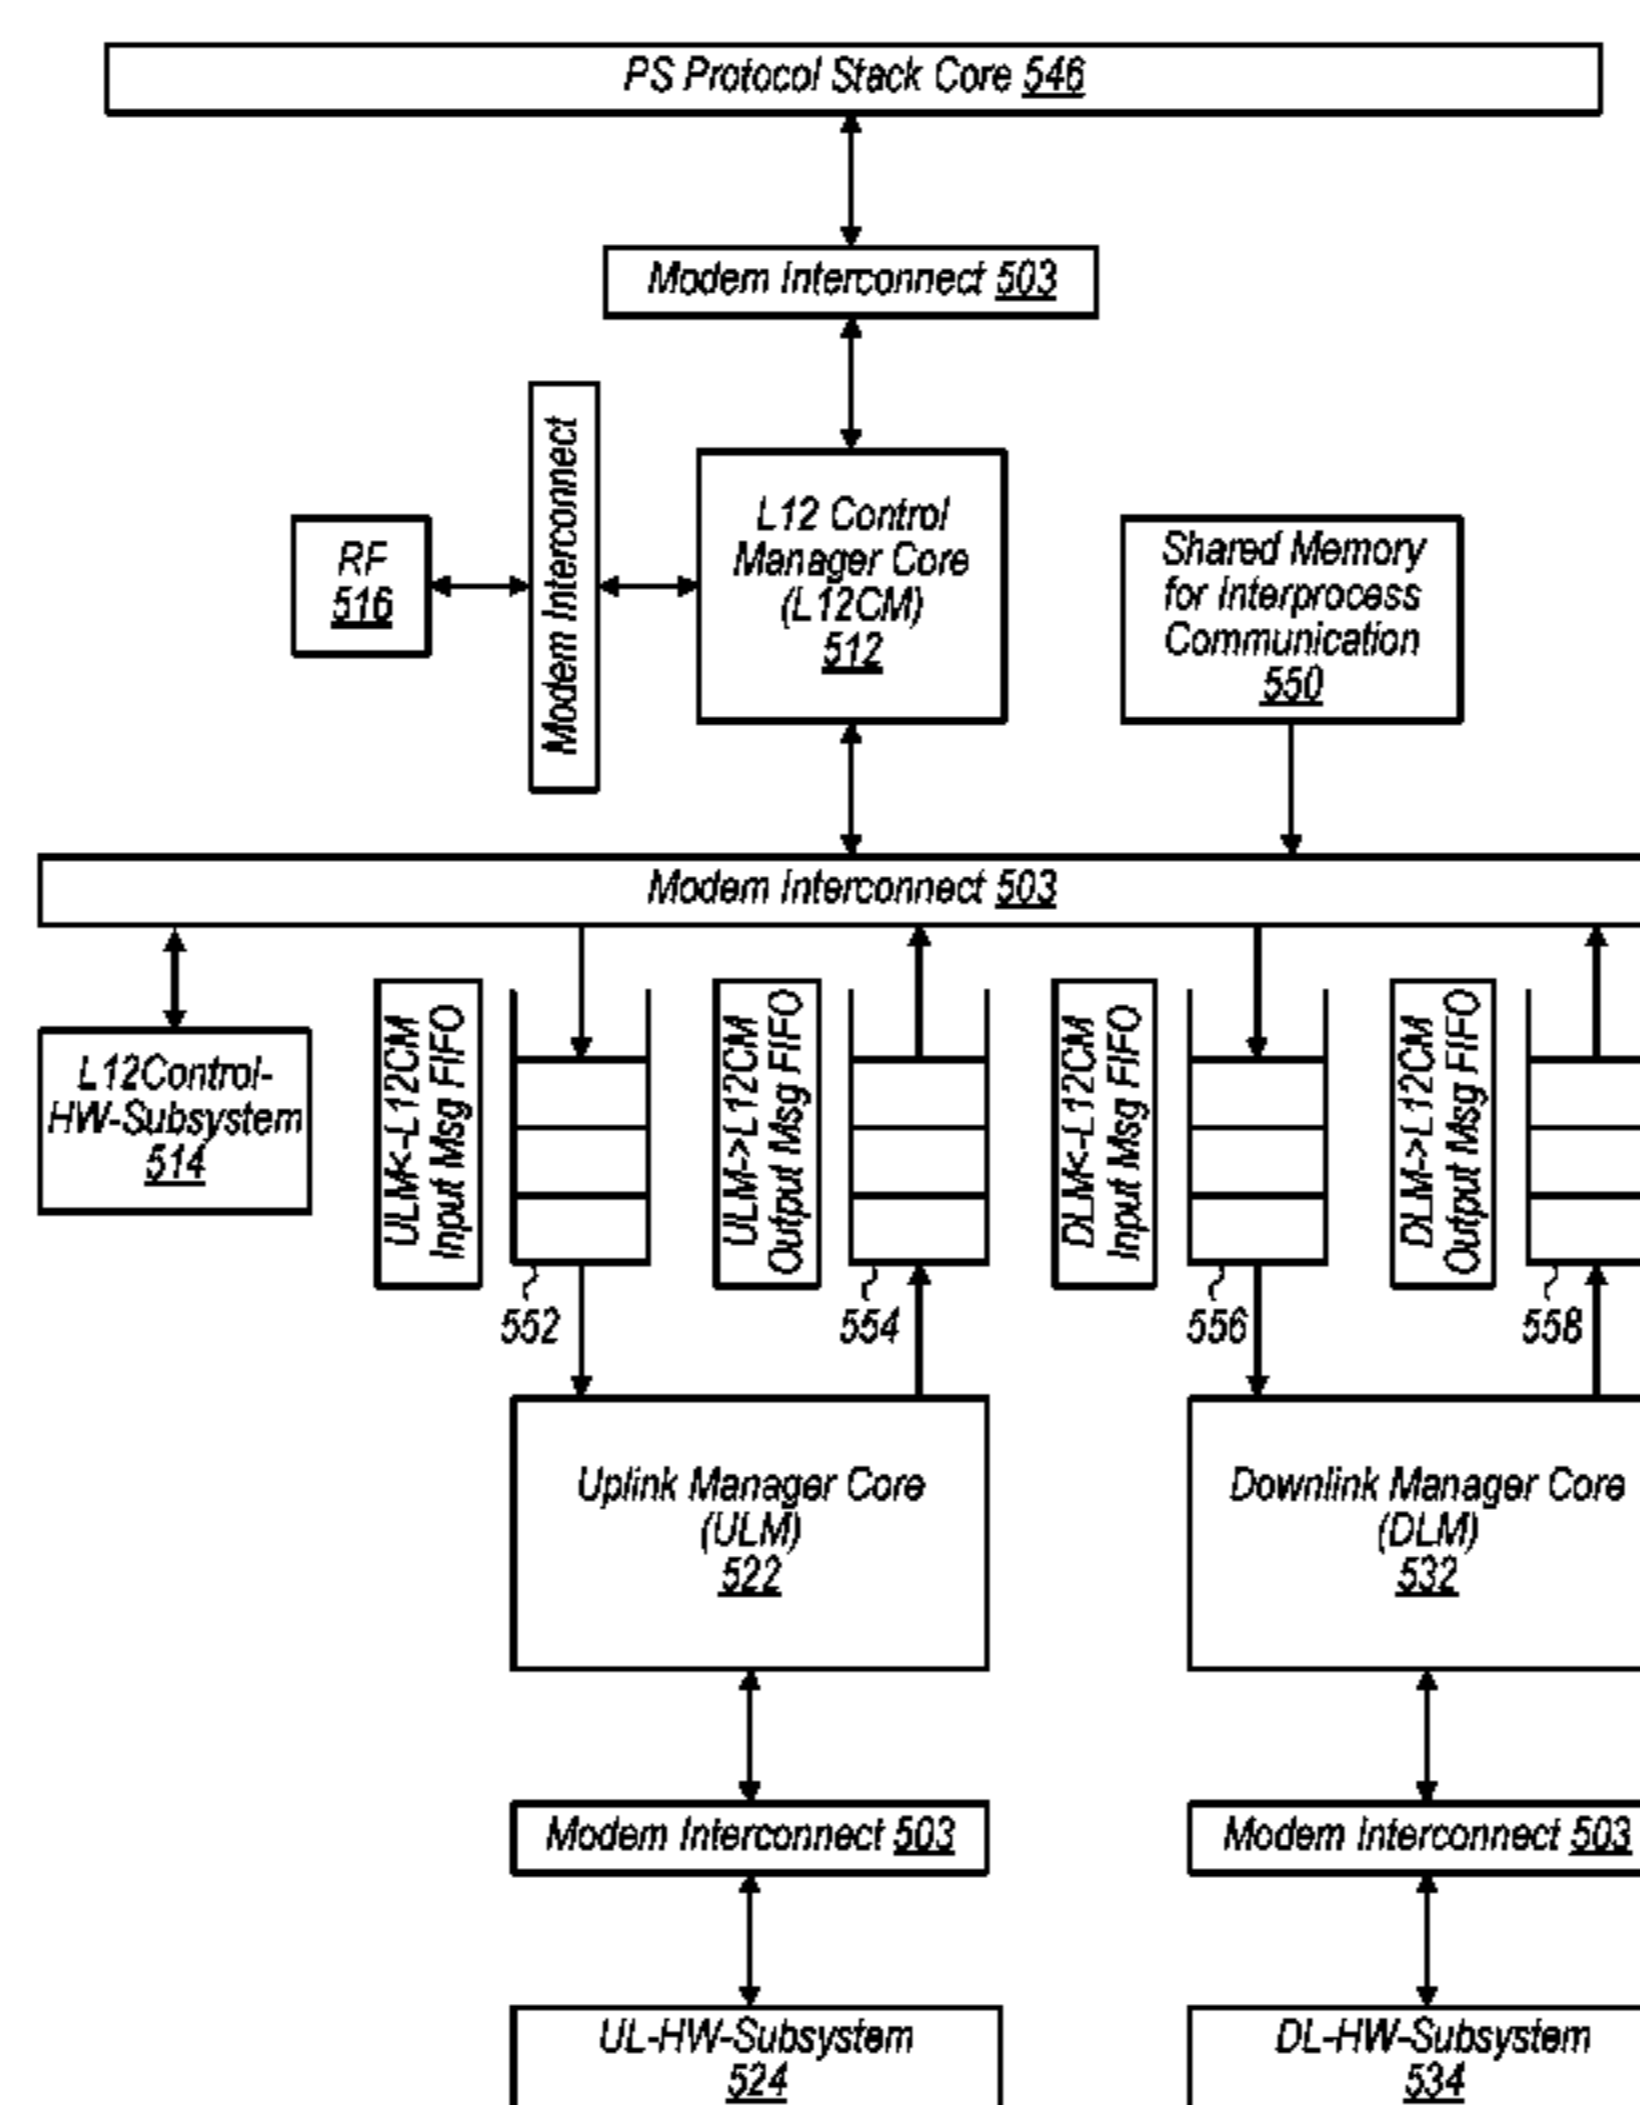 PS Protocol Stack Core 546
Modem Interconnect 503
Modem Interconnect
L12 Control
Manager Core
(L12CM)
512
RF
516
Shared Memory
for Interprocess
Communication
550
Modem Interconnect 503
L12Control-
HW-Subsystem
514
ULM<-L12CM
Input Msg FIFO
552
ULM->L12CM
Output Msg FIFO
554
DLM<-L12CM
Input Msg FIFO
556
DLM->L12CM
Output Msg FIFO
558
Uplink Manager Core
(ULM)
522
Downlink Manager Core
(DLM)
532
Modem Interconnect 503
Modem Interconnect 503
UL-HW-Subsystem
524
DL-HW-Subsystem
534